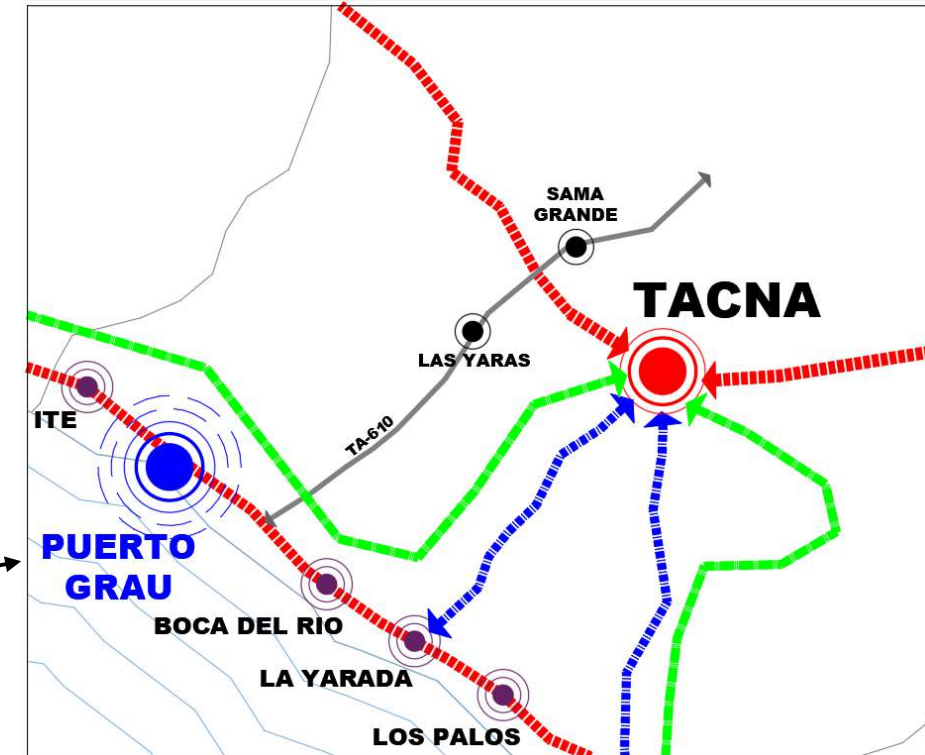 SAMA
GRANDE
TACNA
LAS YARAS
ITE
TA-610
PUERTO
GRAU
BOCA DEL RIO
LA YARADA
LOS PALOS